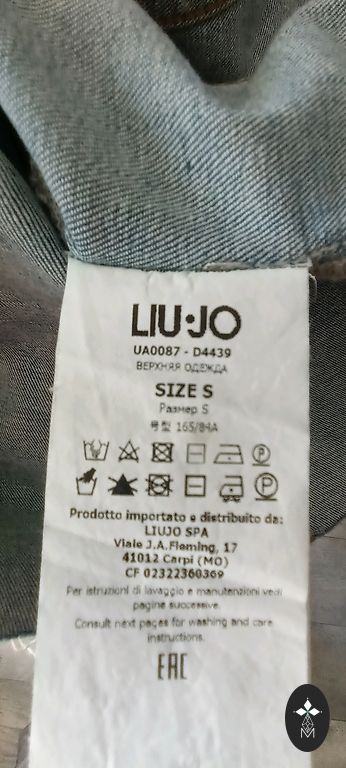 LIU·JO
UA0087 - D4439
ВЕРХНЯЯ ОДЕЖДА
SIZE S
Размер S
号型 165/84A
P
P
Prodotto importato e distribuito da:
LIUJO SPA
Viale J.A.Fleming, 17
41012 Carpi (MO)
CF 02322360369
Per istruzioni di lavaggio e manutenzioni vedi
pagine successive.
Consult next pages for washing and care
instructions.
EAC
M